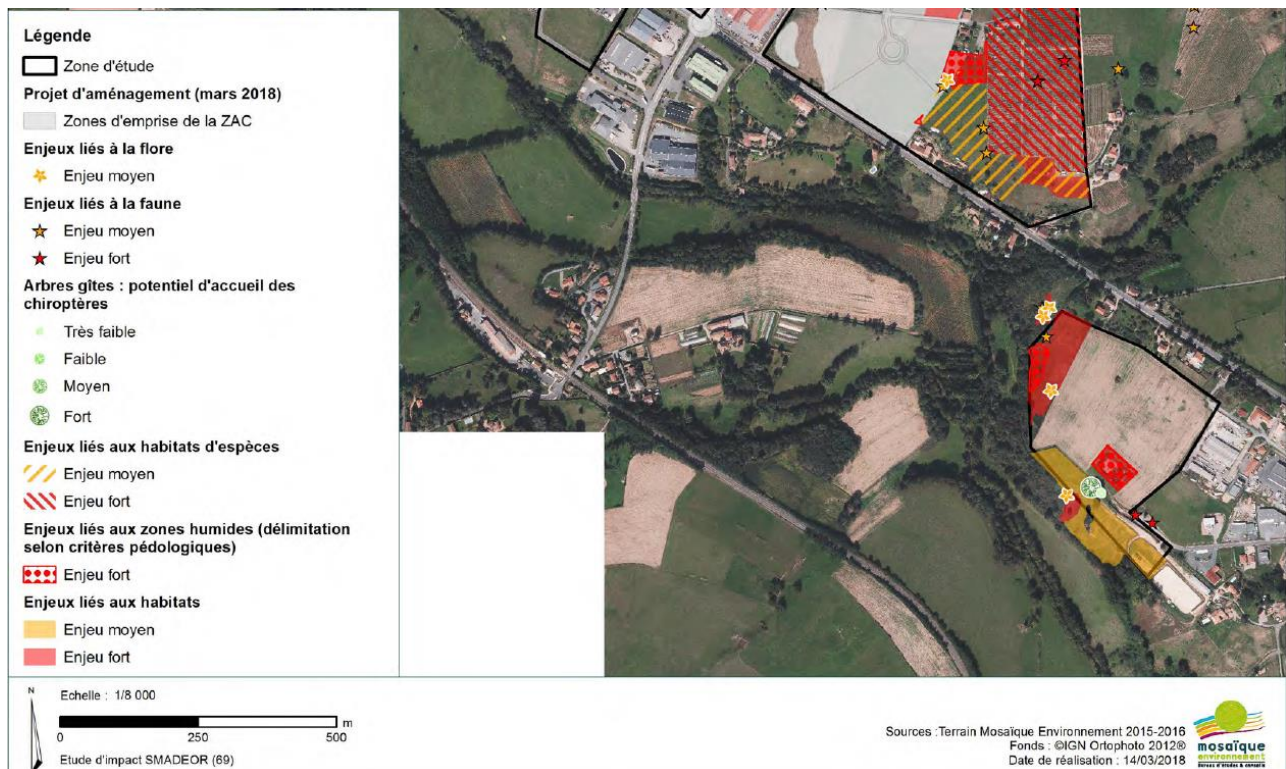 Légende
Zone d'étude
Projet d'aménagement (mars 2018)
Zones d'emprise de la ZAC
Enjeux liés à la flore
Enjeu moyen
Enjeux liés à la faune
Enjeu moyen
Enjeu fort
Arbres gîtes : potentiel d'accueil des
chiroptères
Très faible
Faible
Moyen
Fort
Enjeux liés aux habitats d'espèces
Enjeu moyen
Enjeu fort
Enjeux liés aux zones humides (délimitation
selon critères pédologiques)
Enjeu fort
Enjeux liés aux habitats
Enjeu moyen
Enjeu fort
N
Echelle : 1/8 000
m
0 250 500
Etude d'impact SMADEOR (69)
Sources :Terrain Mosaïque Environnement 2015-2016
Fonds : ©IGN Ortophoto 2012®
Date de réalisation : 14/03/2018
mosaïque
environnement
bureau d'études & conseils